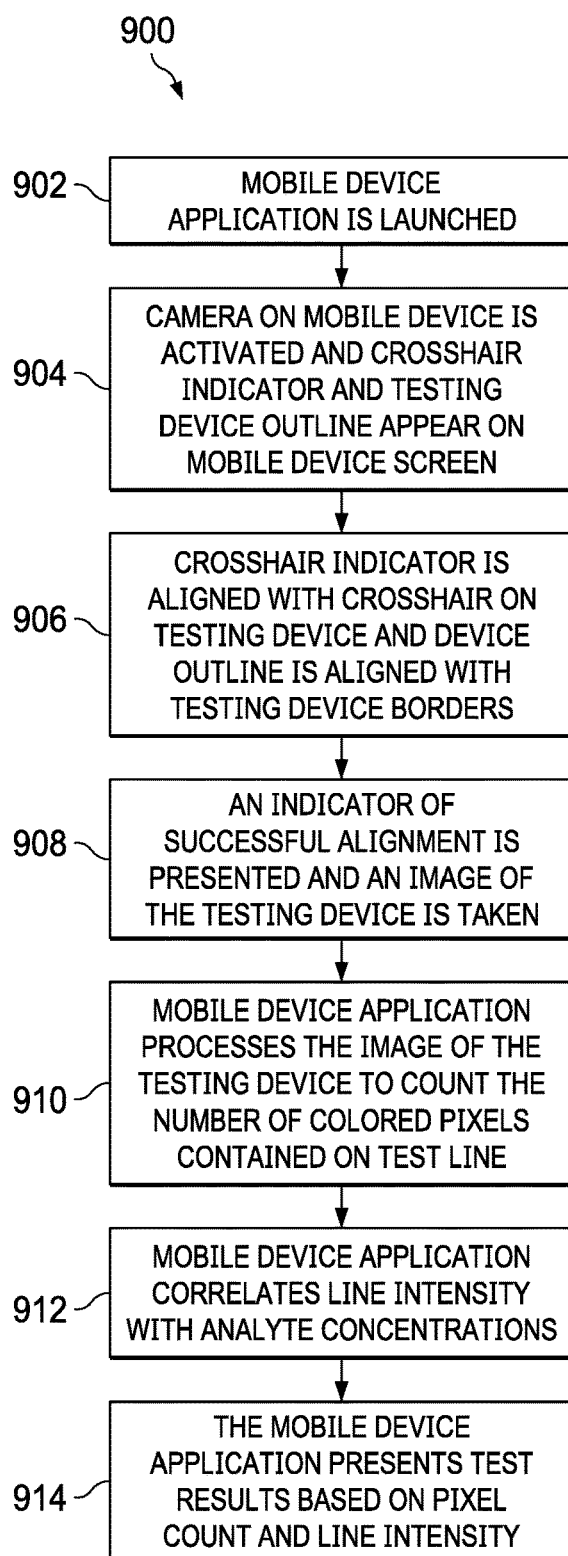 900
902
MOBILE DEVICE
APPLICATION IS LAUNCHED
904
CAMERA ON MOBILE DEVICE IS
ACTIVATED AND CROSSHAIR
INDICATOR AND TESTING
DEVICE OUTLINE APPEAR ON
MOBILE DEVICE SCREEN
906
CROSSHAIR INDICATOR IS
ALIGNED WITH CROSSHAIR ON
TESTING DEVICE AND DEVICE
OUTLINE IS ALIGNED WITH
TESTING DEVICE BORDERS
908
AN INDICATOR OF
SUCCESSFUL ALIGNMENT IS
PRESENTED AND AN IMAGE OF
THE TESTING DEVICE IS TAKEN
910
MOBILE DEVICE APPLICATION
PROCESSES THE IMAGE OF THE
TESTING DEVICE TO COUNT THE
NUMBER OF COLORED PIXELS
CONTAINED ON TEST LINE
912
MOBILE DEVICE APPLICATION
CORRELATES LINE INTENSITY
WITH ANALYTE CONCENTRATIONS
914
THE MOBILE DEVICE
APPLICATION PRESENTS TEST
RESULTS BASED ON PIXEL
COUNT AND LINE INTENSITY